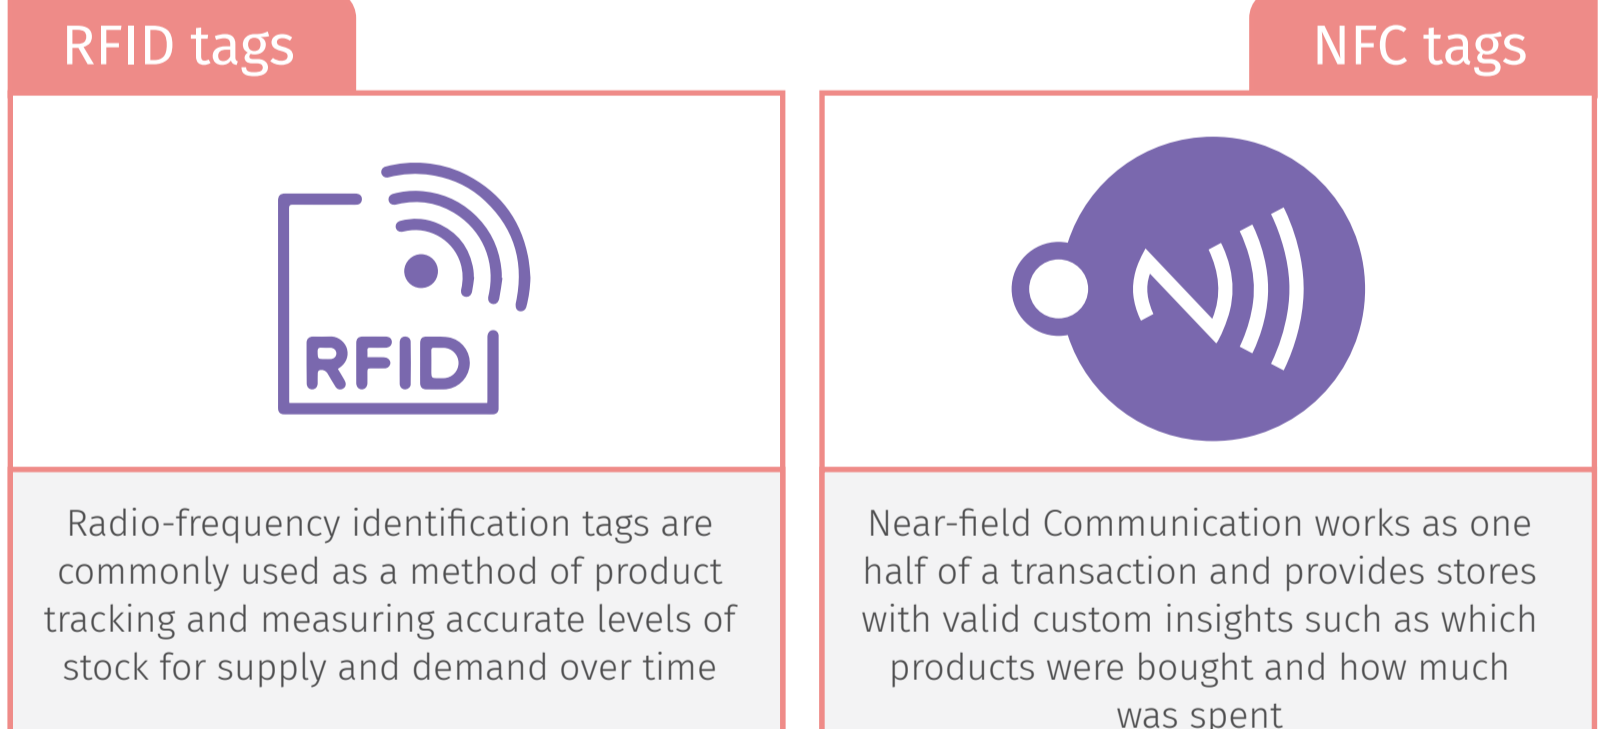 RFID tags
NFC tags
RFID
Radio-frequency identification tags are
commonly used as a method of product
tracking and measuring accurate levels of
stock for supply and demand over time
Near-field Communication works as one
half of a transaction and provides stores
with valid custom insights such as which
products were bought and how much
was spent